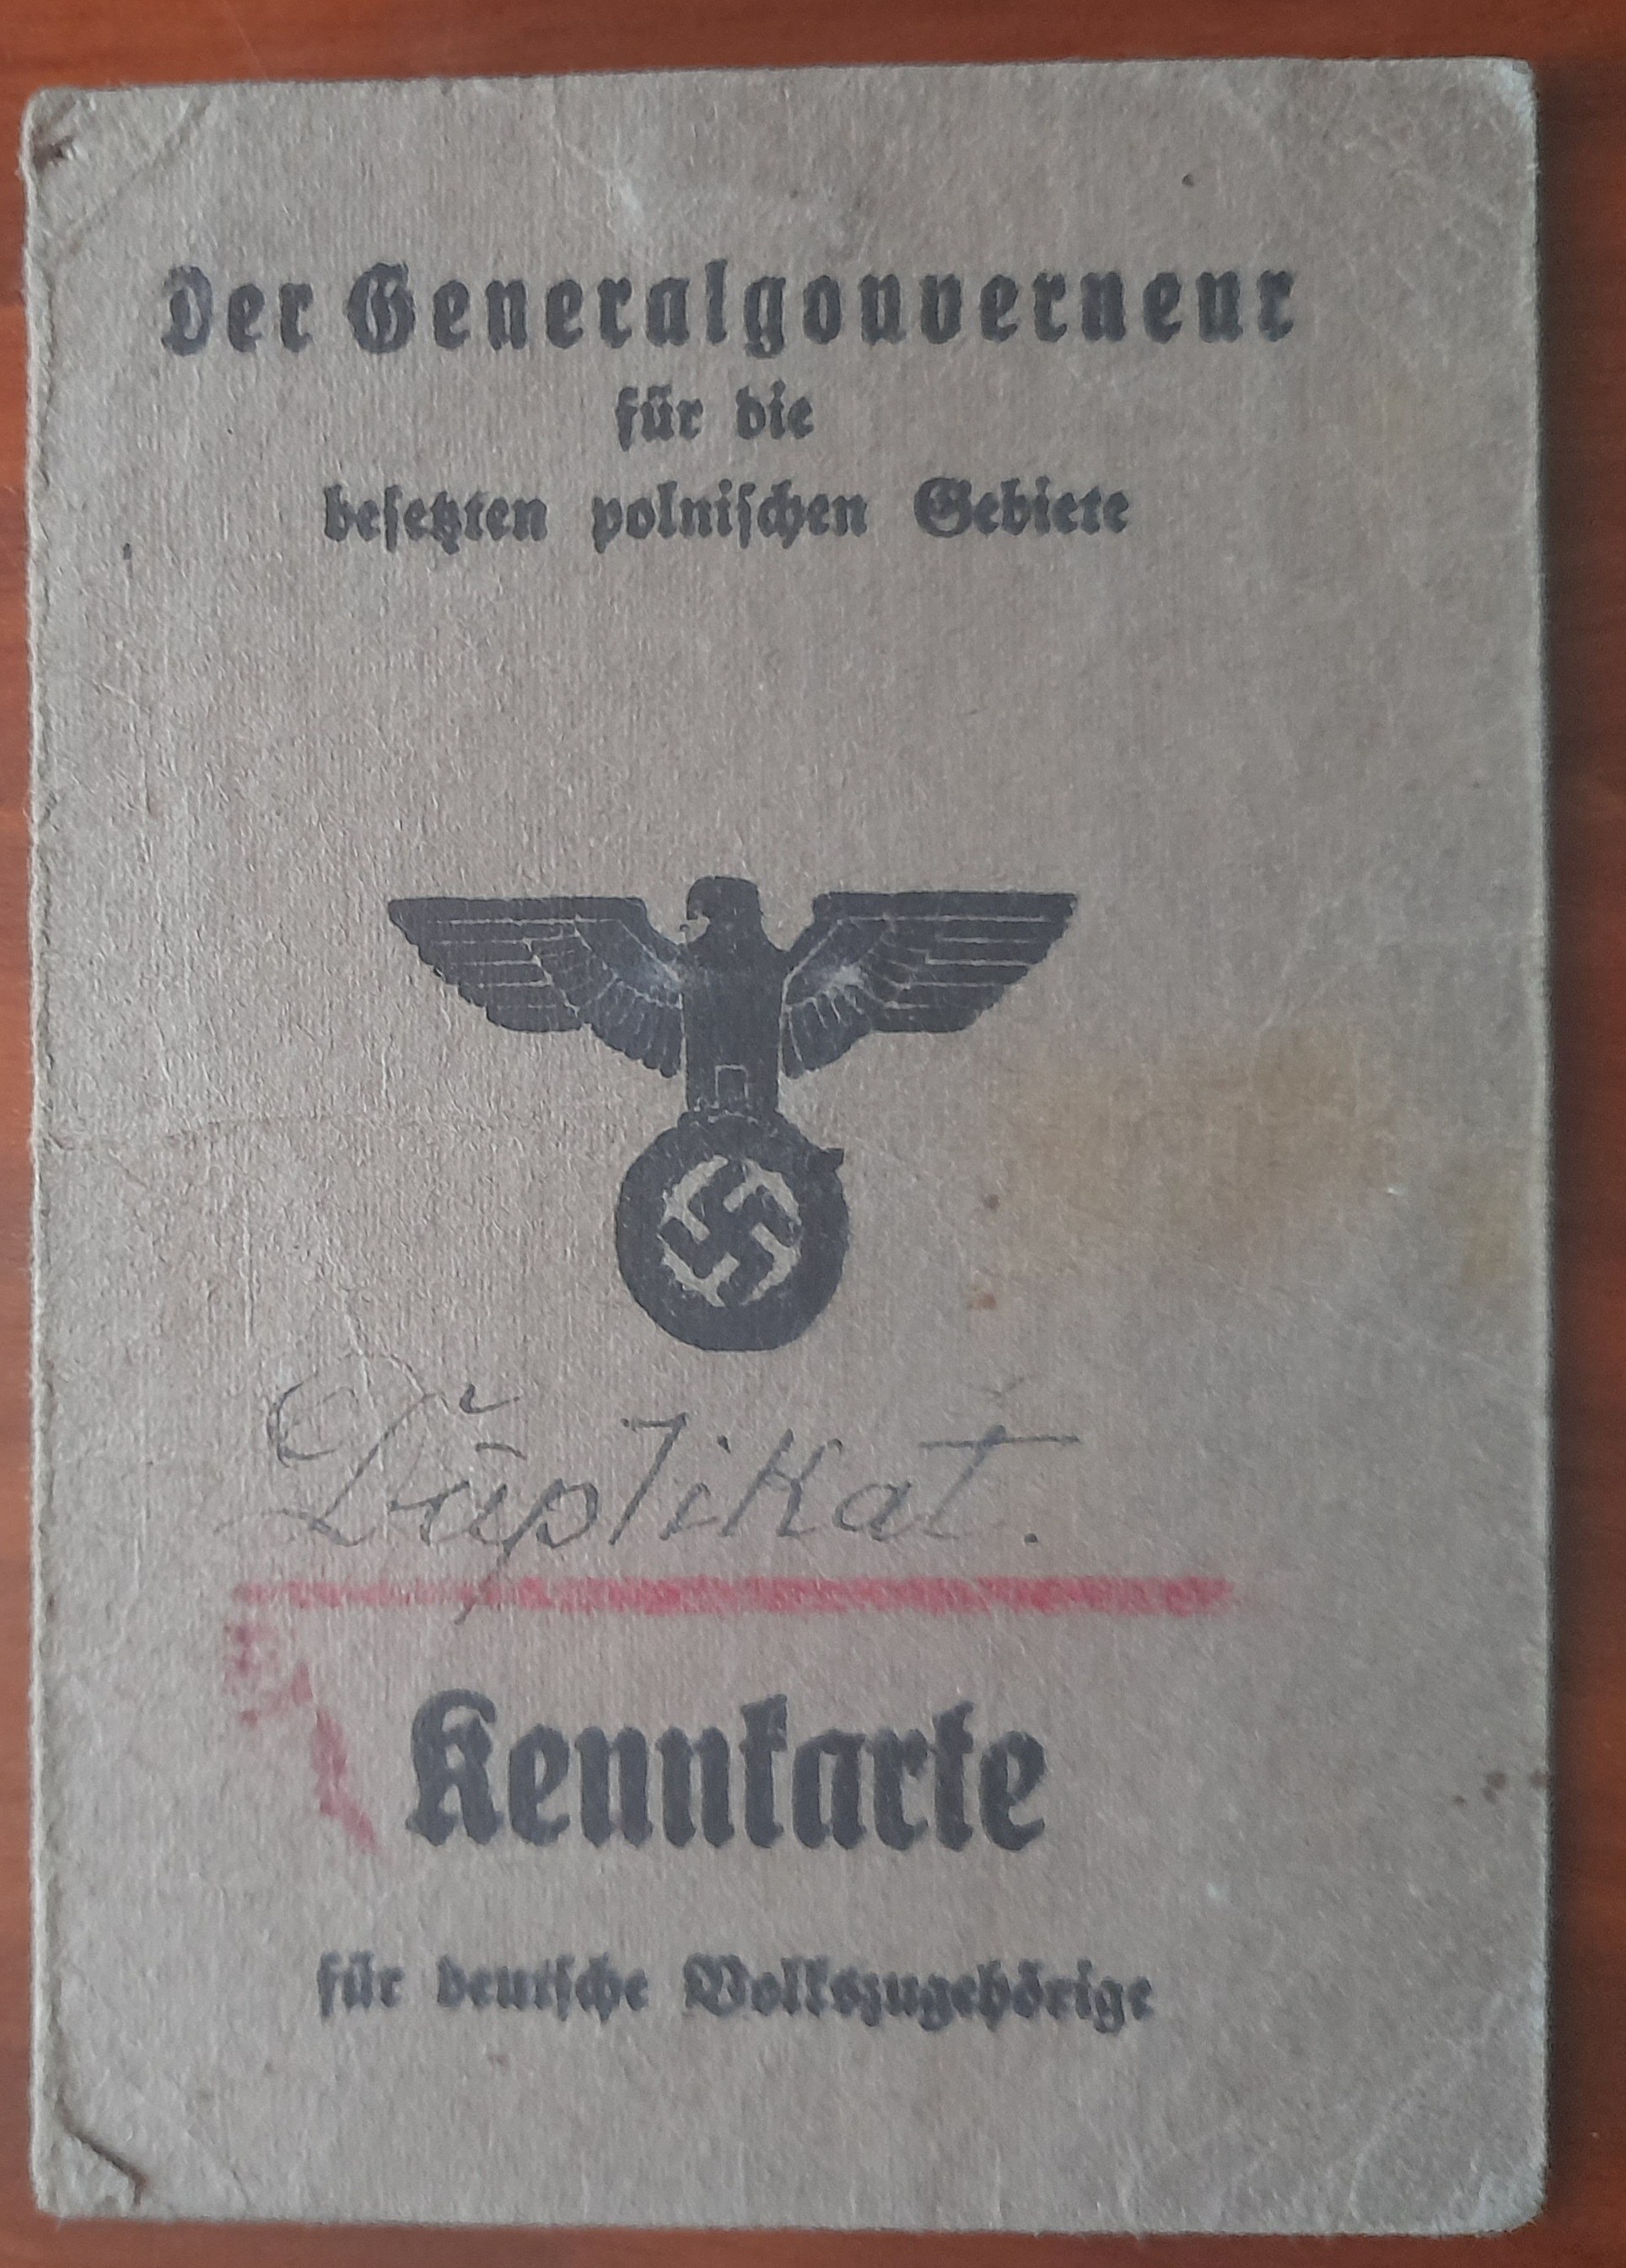 Der Generalgouverneur
für die
besetzten polnischen Gebiete
Duplikat.
Kennkarte
für deutsche Volkszugehörige